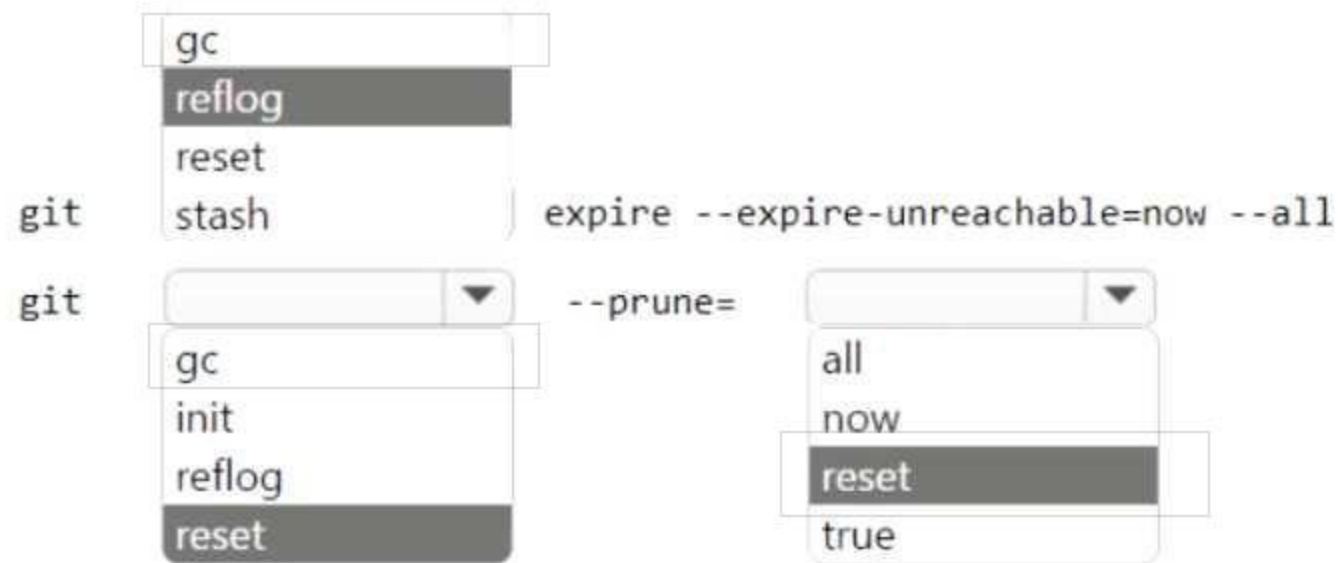 gc
reflog
reset
git stash expire --expire-unreachable=now --all
git --prune=
gc all
init now
reflog reset
reset true